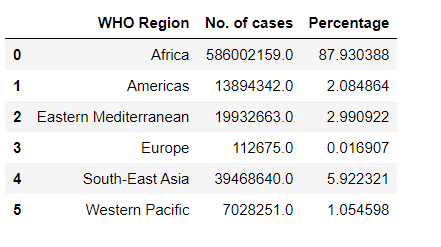 WHO Region No. of cases Percentage
0 Africa 586002159.0 87.930388
1 Americas 13894342.0 2.084864
2 Eastern Mediterranean 19932663.0 2.990922
3 Europe 112675.0 0.016907
4 South-East Asia 39468640.0 5.922321
5 Western Pacific 7028251.0 1.054598